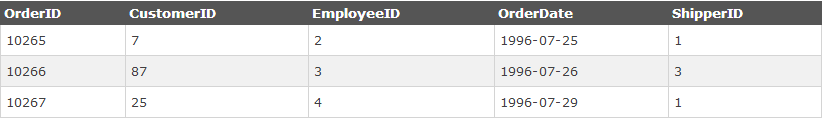 OrderID CustomerID EmployeeID OrderDate ShipperID
10265 7 2 1996-07-25 1
10266 87 3 1996-07-26 3
10267 25 4 1996-07-29 1